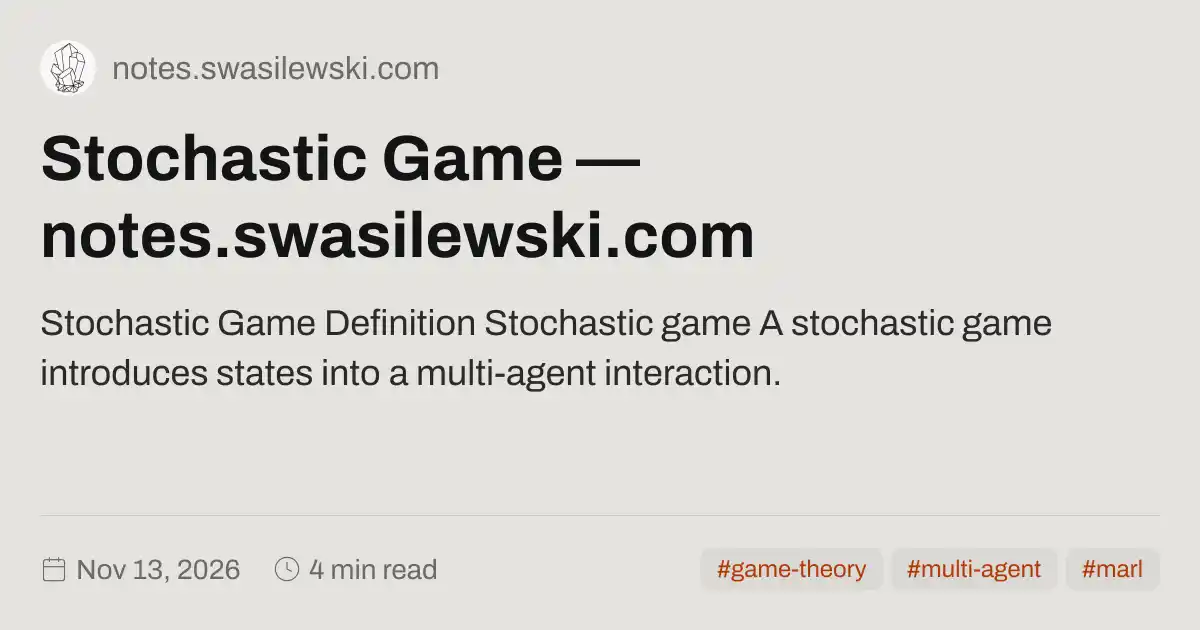 notes.swasilewski.com
Stochastic Game —
notes.swasilewski.com
Stochastic Game Definition Stochastic game A stochastic game
introduces states into a multi-agent interaction.
Nov 13, 2026 4 min read #game-theory #multi-agent #marl